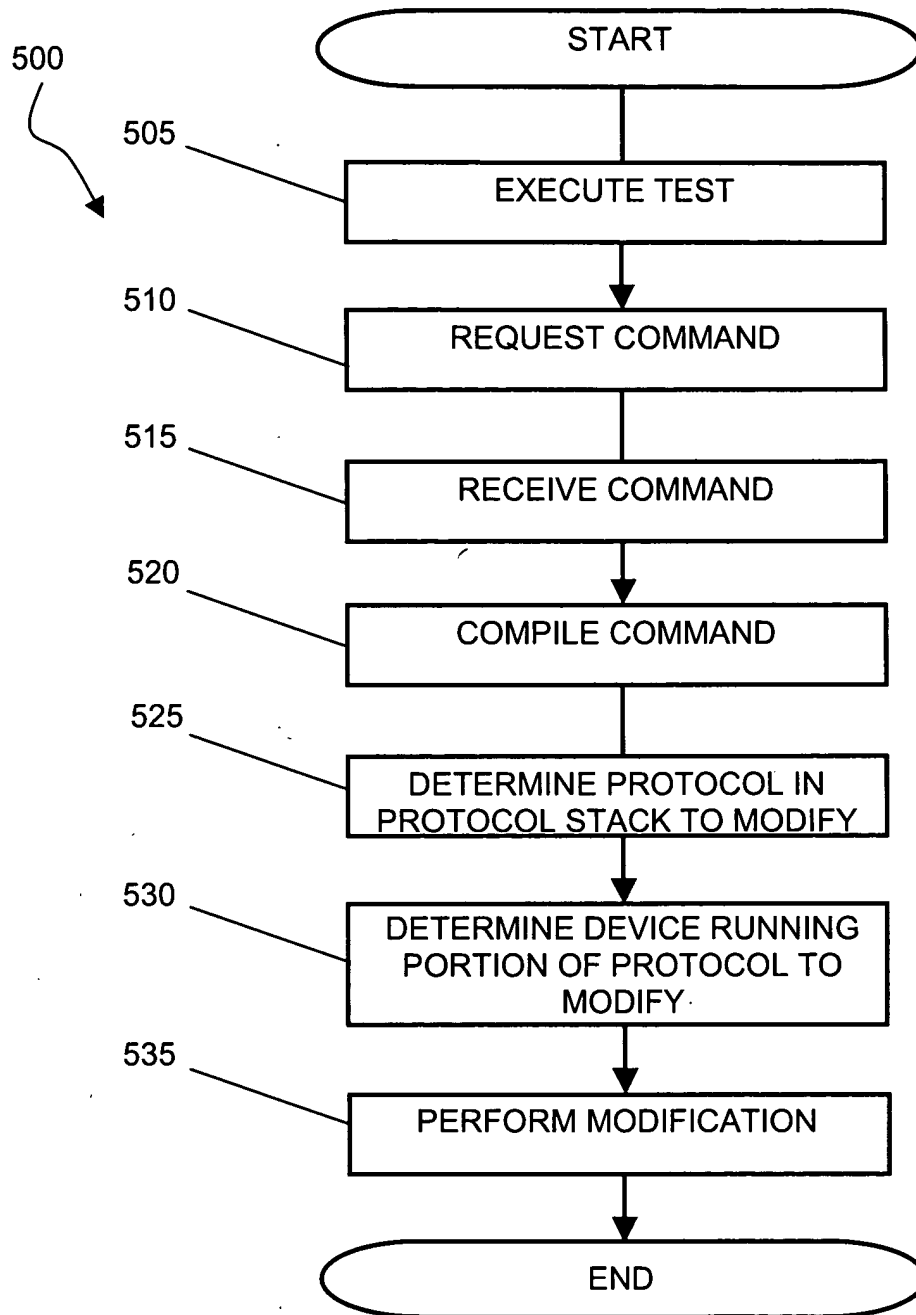 START
500
505
EXECUTE TEST
510
REQUEST COMMAND
515
RECEIVE COMMAND
520
COMPILE COMMAND
525
DETERMINE PROTOCOL IN
PROTOCOL STACK TO MODIFY
530
DETERMINE DEVICE RUNNING
PORTION OF PROTOCOL TO
MODIFY
535
PERFORM MODIFICATION
END